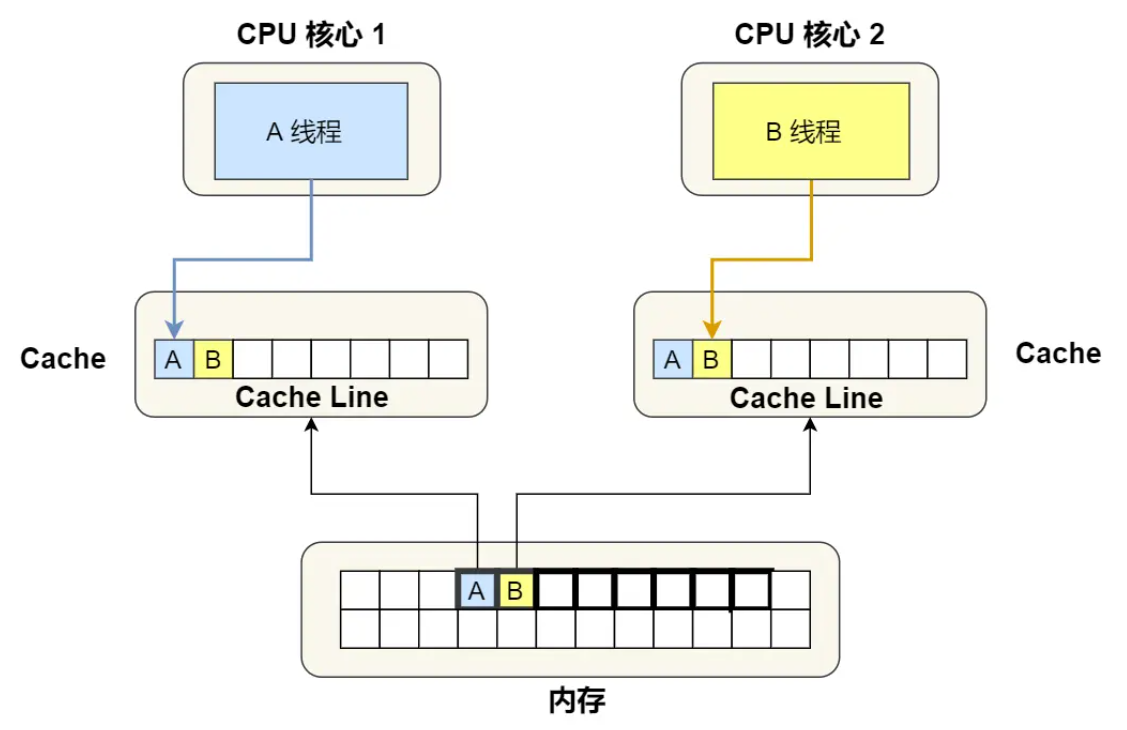 CPU 核心 1
CPU 核心 2
A 线程
B 线程
Cache
A B
Cache Line
A B
Cache Line
Cache
A B
内存